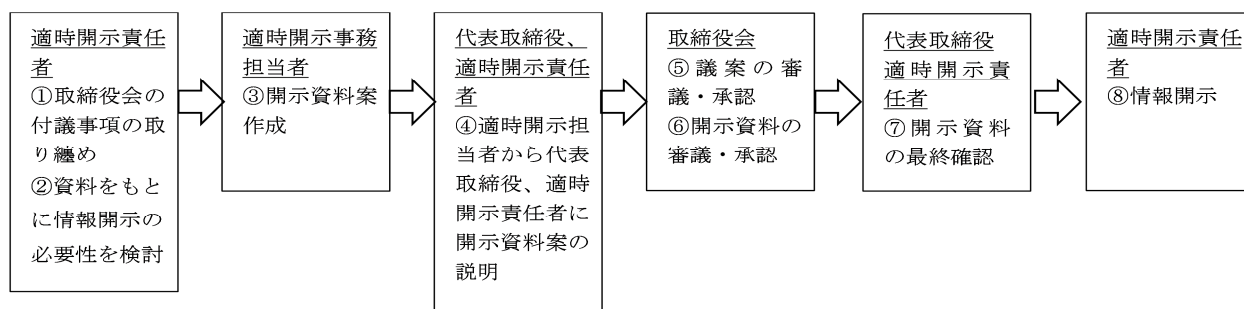 適時開示責任
者
①取締役会の
付議事項の取
り纏め
②資料をもと
に情報開示の
必要性を検討
適時開示事務
担当者
③開示資料案
作成
代表取締役、
適時開示責任
者
④適時開示担
当者から代表
取締役、適時
開示責任者に
開示資料案の
説明
取締役会
⑤議案の審
議・承認
⑥開示資料の
審議・承認
代表取締役
適時開示責
任者
⑦開示資料
の最終確認
適時開示責任
者
⑧情報開示